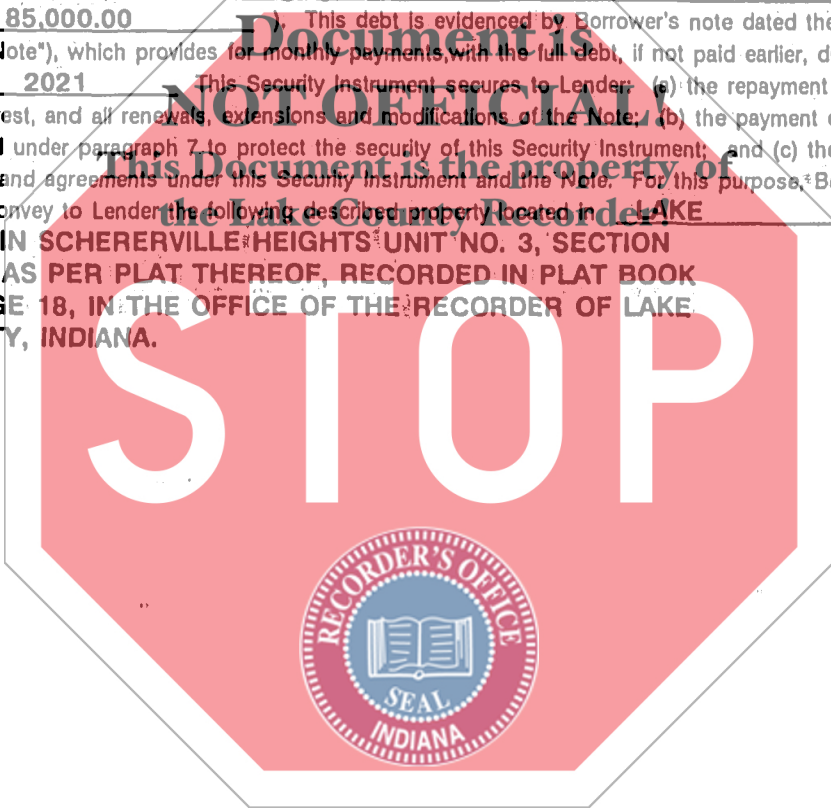 85,000.00 ). This debt is evidenced by Borrower's note dated the
Note"), which provides for monthly payments, with the full debt, if not paid earlier, d
2021 This Security Instrument secures to Lender: (a) the repayment
est, and all renewals, extensions and modifications of the Note; (b) the payment
under paragraph 7 to protect the security of this Security Instrument; and (c) the
and agreements under this Security Instrument and the Note. For this purpose, B
onvey to Lender the following described property located in LAKE
IN SCHERERVILLE HEIGHTS UNIT NO. 3, SECTION
AS PER PLAT THEREOF, RECORDED IN PLAT BOOK
GE 18, IN THE OFFICE OF THE RECORDER OF LAKE
Y, INDIANA.
Document is
NOT OFFICIAL!
This Document is the property of
the Lake County Recorder!
STOP
RECORDER'S OFFICE
SEAL
INDIANA